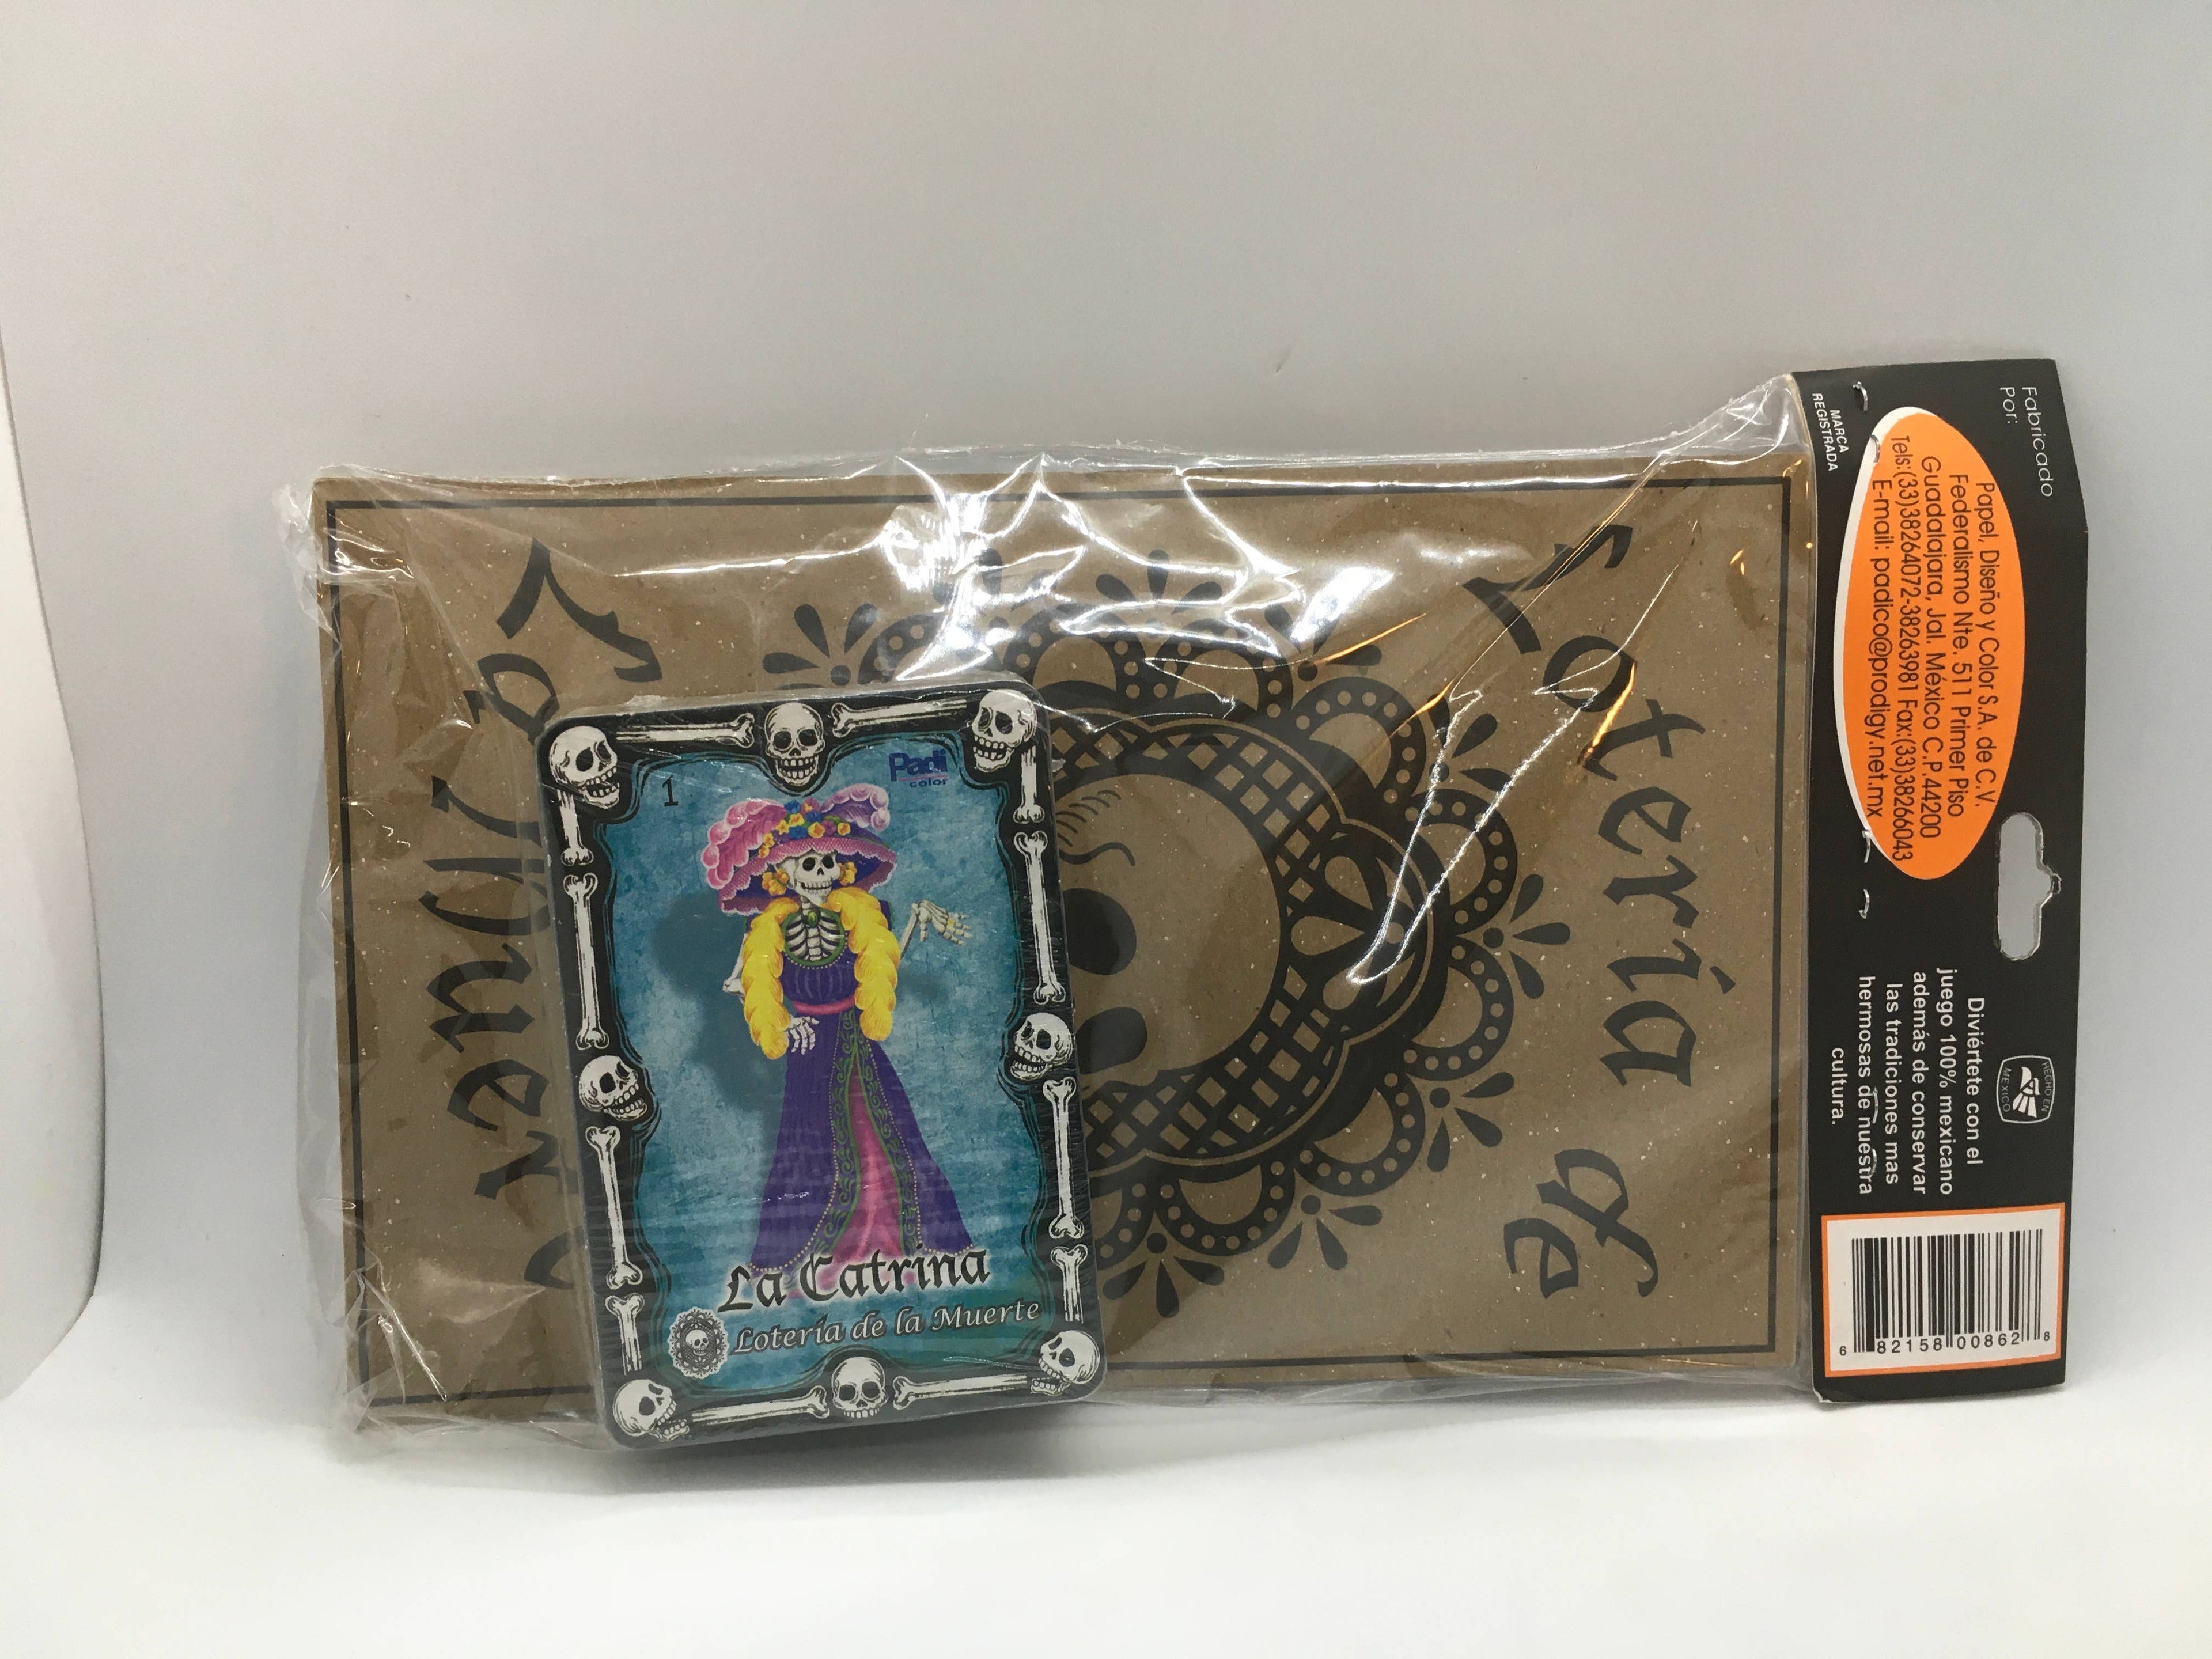 Fabricado
Por:
Papel, Diseño y Color S.A. de C.V.
Federalismo Nte. 511 Primer Piso
Guadalajara, Jal. México C.P. 44200
Tels:(33)38264072-38263981 Fax:(33)38266043
E-mail: padico@prodigy.net.mx
MARCA
REGISTRADA
HECHO EN
MEXICO
Diviértete con el
juego 100% mexicano
además de conservar
las tradiciones mas
hermosas de nuestra
cultura.
6 82158 00862 8
Lotería de
1
Padi
color
La Catrina
Lotería de la Muerte